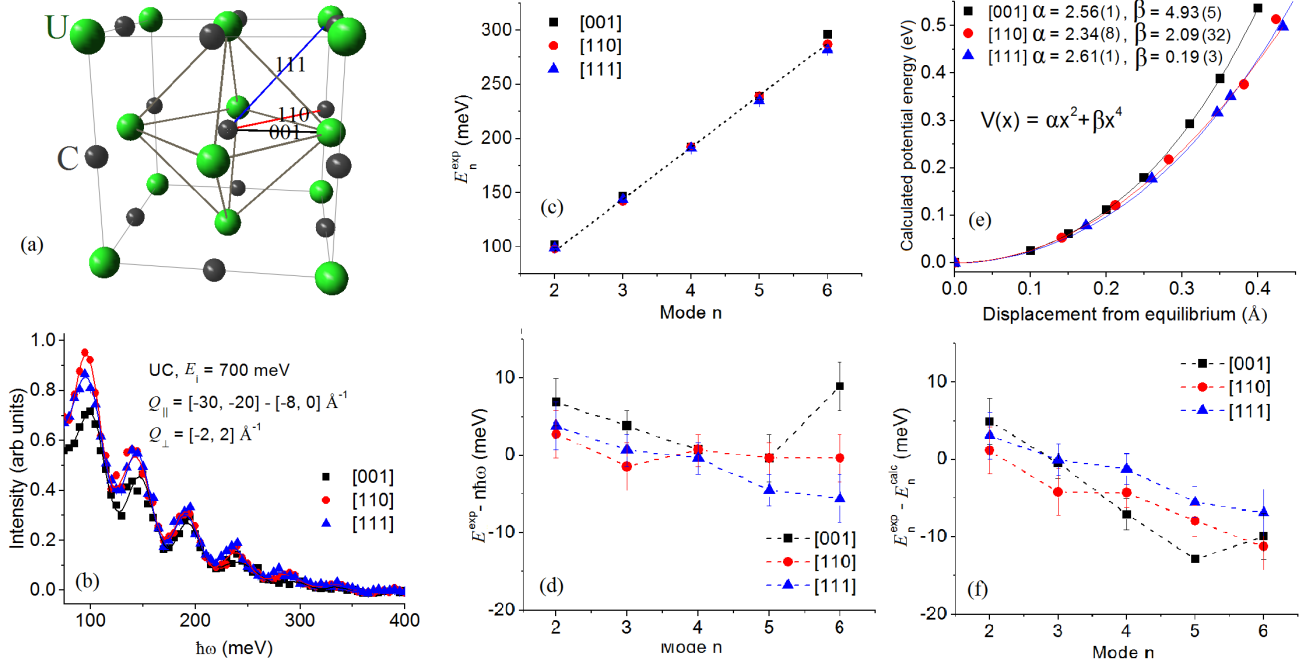 U
C
111
110
001
(a)
1.0
0.8
0.6
0.4
0.2
0.0
Intensity (arb units)
UC, E_i = 700 meV
Q_|| = [-30, -20] - [-8, 0] Å^-1
Q_⊥ = [-2, 2] Å^-1
[001]
[110]
[111]
(b)
100
200
300
400
ħω (meV)
300
250
200
150
100
E_n^exp (meV)
[001]
[110]
[111]
(c)
2 3 4 5 6
Mode n
10
0
-10
-20
E^exp - nħω (meV)
[001]
[110]
[111]
(d)
2 3 4 5 6
Mode n
0.5
0.4
0.3
0.2
0.1
0.0
Calculated potential energy (eV)
[001] α = 2.56(1) , β = 4.93(5)
[110] α = 2.34(8) , β = 2.09(32)
[111] α = 2.61(1) , β = 0.19(3)
V(x) = αx²+βx⁴
(e)
0.0 0.1 0.2 0.3 0.4
Displacement from equilibrium (Å)
10
0
-10
-20
E_n^exp - E_n^calc (meV)
[001]
[110]
[111]
(f)
2 3 4 5 6
Mode n